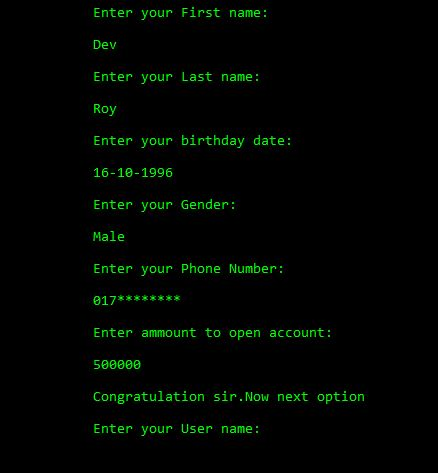 Enter your First name:
Dev
Enter your Last name:
Roy
Enter your birthday date:
16-10-1996
Enter your Gender:
Male
Enter your Phone Number:
017********
Enter ammount to open account:
500000
Congratulation sir.Now next option
Enter your User name: